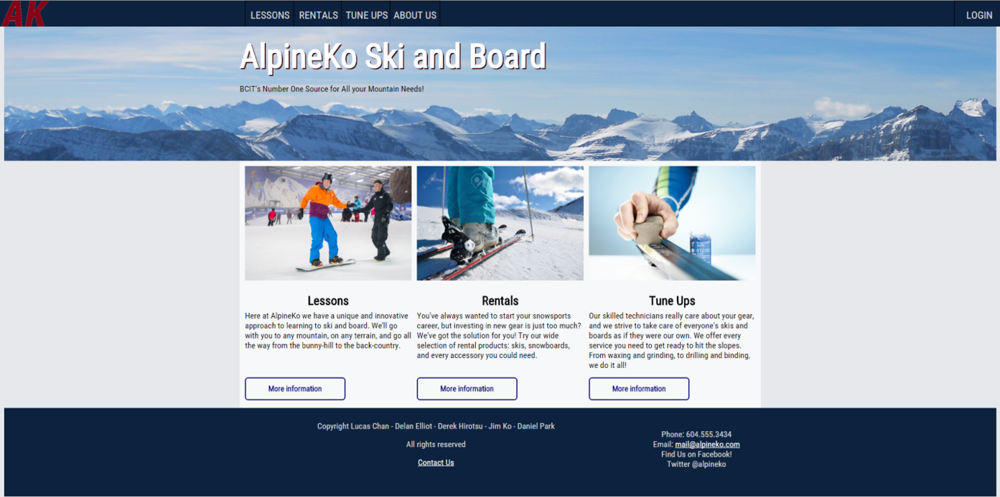 AK
LESSONS
RENTALS
TUNE UPS
ABOUT US
LOGIN
AlpineKo Ski and Board
BCIT's Number One Source for All your Mountain Needs!
Lessons
Here at AlpineKo we have a unique and innovative
approach to learning to ski and board. We'll go
with you to any mountain, on any terrain, and go all
the way from the bunny-hill to the back-country.
More information
Rentals
You've always wanted to start your snowsports
career, but investing in new gear is just too much?
We've got the solution for you! Try our wide
selection of rental products: skis, snowboards,
and every accessory you could need.
More information
Tune Ups
Our skilled technicians really care about your gear,
and we strive to take care of everyone's skis and
boards as if they were our own. We offer every
service you need to get ready to hit the slopes.
From waxing and grinding, to drilling and binding,
we do it all!
More information
Copyright Lucas Chan - Delan Elliot - Derek Hirotsu - Jim Ko - Daniel Park
All rights reserved
Contact Us
Phone: 604.555.3434
Email: mail@alpineko.com
Find Us on Facebook!
Twitter @alpineko